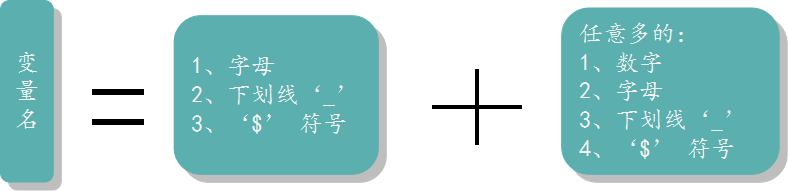 变量名
=
1、字母
2、下划线‘_’
3、‘$’ 符号
+
任意多的：
1、数字
2、字母
3、下划线‘_’
4、‘$’ 符号